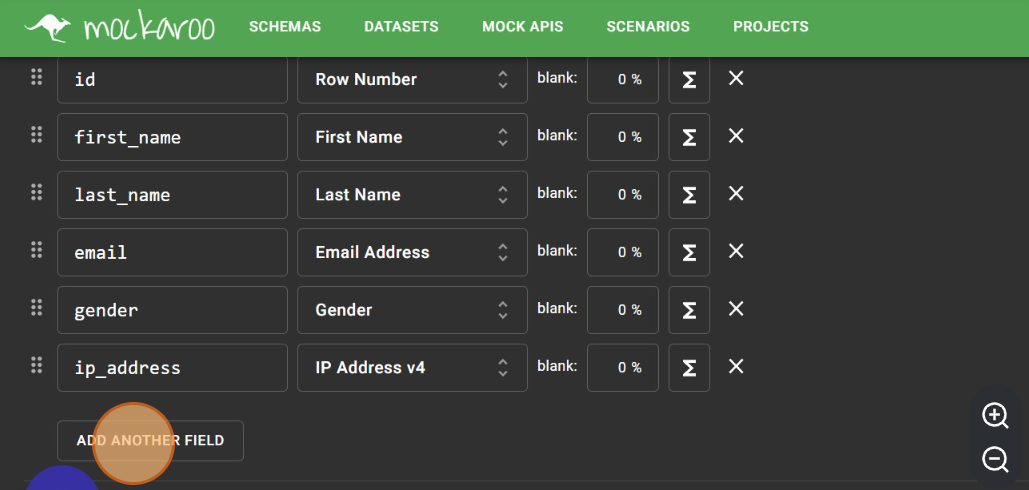 mockaroo SCHEMAS DATASETS MOCK APIS SCENARIOS PROJECTS
id Row Number blank: 0 % Σ
first_name First Name blank: 0 % Σ
last_name Last Name blank: 0 % Σ
email Email Address blank: 0 % Σ
gender Gender blank: 0 % Σ
ip_address IP Address v4 blank: 0 % Σ
ADD ANOTHER FIELD